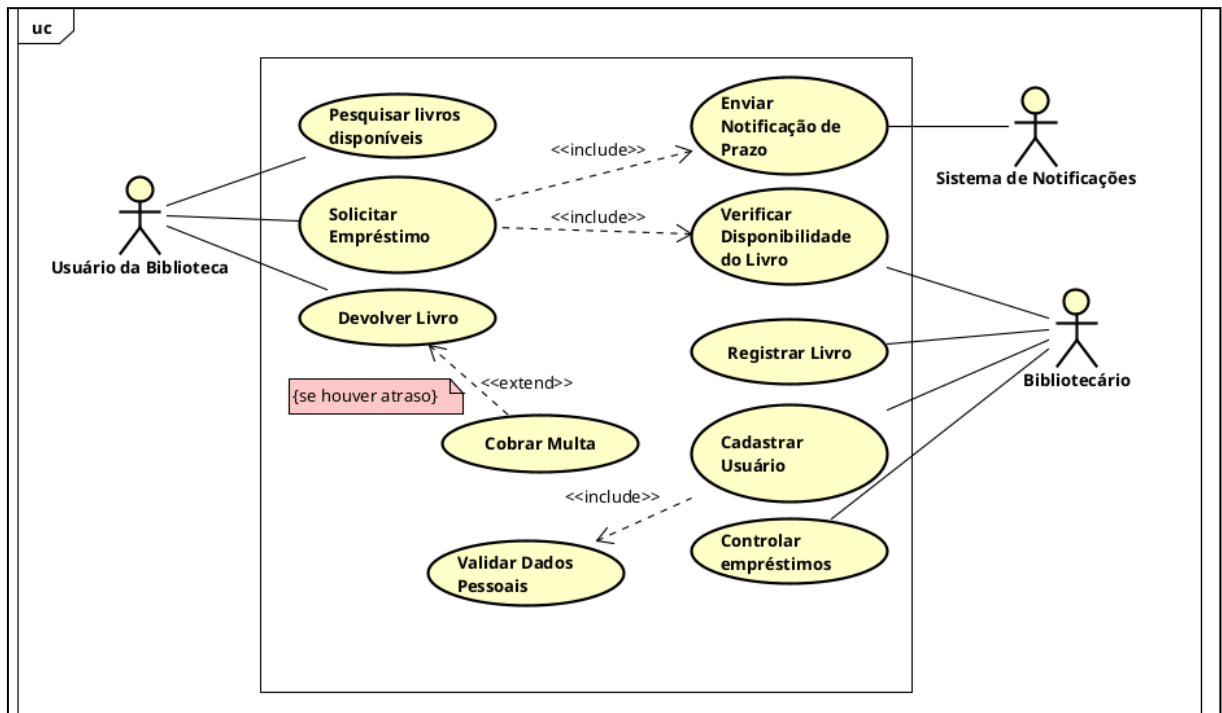 uc
Pesquisar livros
disponíveis
Enviar
Notificação de
Prazo
<<include>>
Sistema de Notificações
Solicitar
Empréstimo
<<include>>
Verificar
Disponibilidade
do Livro
Usuário da Biblioteca
Devolver Livro
Registrar Livro
Bibliotecário
<<extend>>
{se houver atraso}
Cobrar Multa
Cadastrar
Usuário
<<include>>
Validar Dados
Pessoais
Controlar
empréstimos